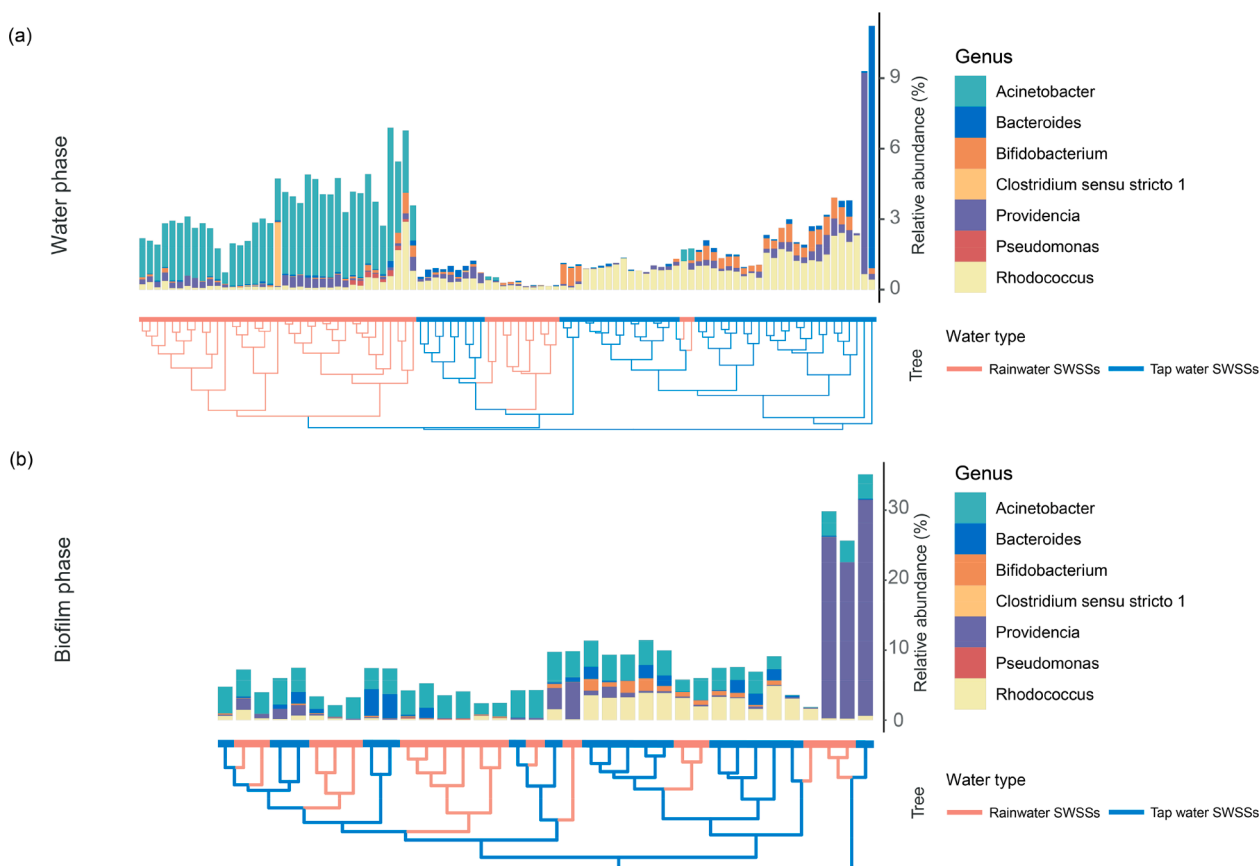 (a)
Water phase
9
6
3
0
Relative abundance (%)
Genus
Acinetobacter
Bacteroides
Bifidobacterium
Clostridium sensu stricto 1
Providencia
Pseudomonas
Rhodococcus
Tree
Water type
Rainwater SWSSs
Tap water SWSSs
(b)
Biofilm phase
30
20
10
0
Relative abundance (%)
Genus
Acinetobacter
Bacteroides
Bifidobacterium
Clostridium sensu stricto 1
Providencia
Pseudomonas
Rhodococcus
Tree
Water type
Rainwater SWSSs
Tap water SWSSs